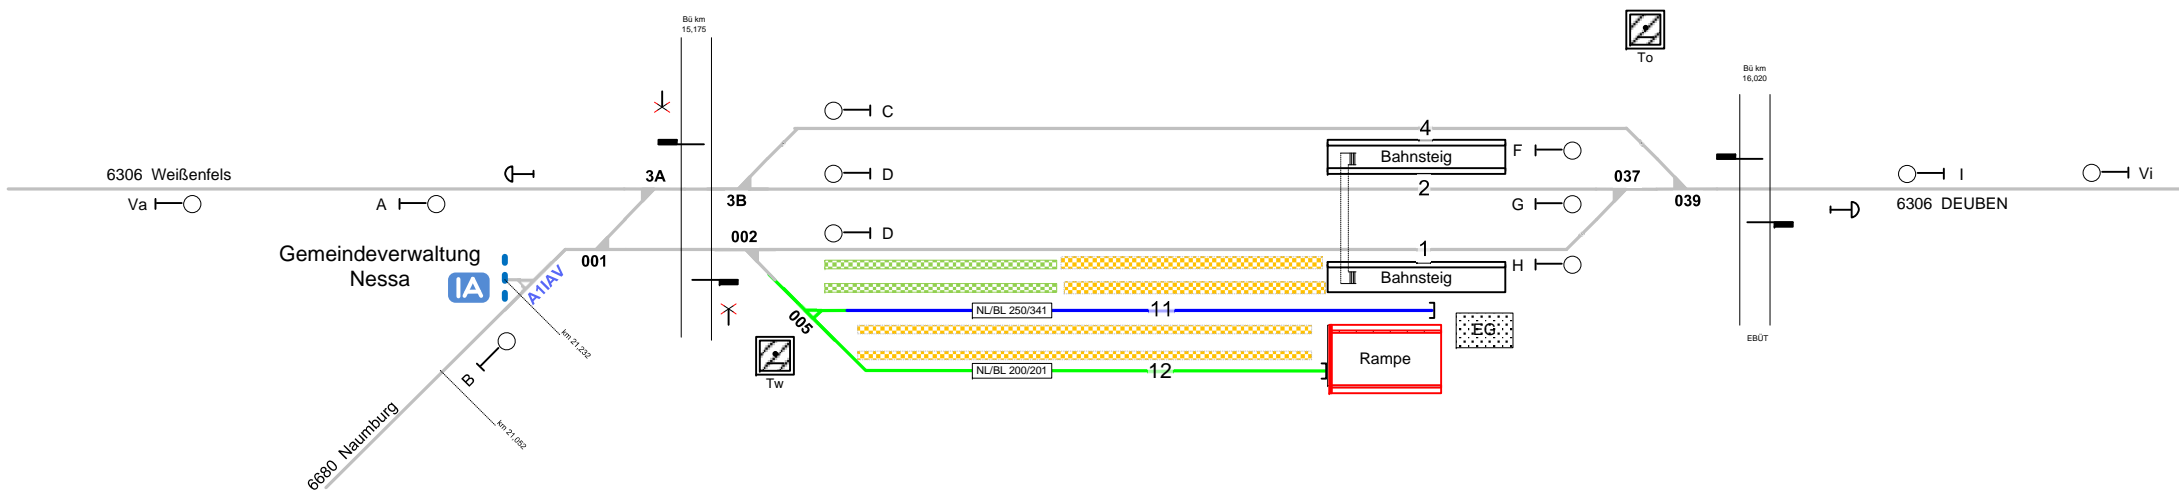 Bü km
15,175
To
Bü km
16,020
C
4
F
Bahnsteig
6306 Weißenfels
3A
D
037
I
Vi
2
Va
A
3B
G
039
6306 DEUBEN
002
D
1
Gemeindeverwaltung
Nessa
001
H
Bahnsteig
IA
A1IAV
005
NL/BL 250/341
11
EG
km 21,232
EBÜT
B
Rampe
NL/BL 200/201
12
Tw
km 21,052
6680 Naumburg